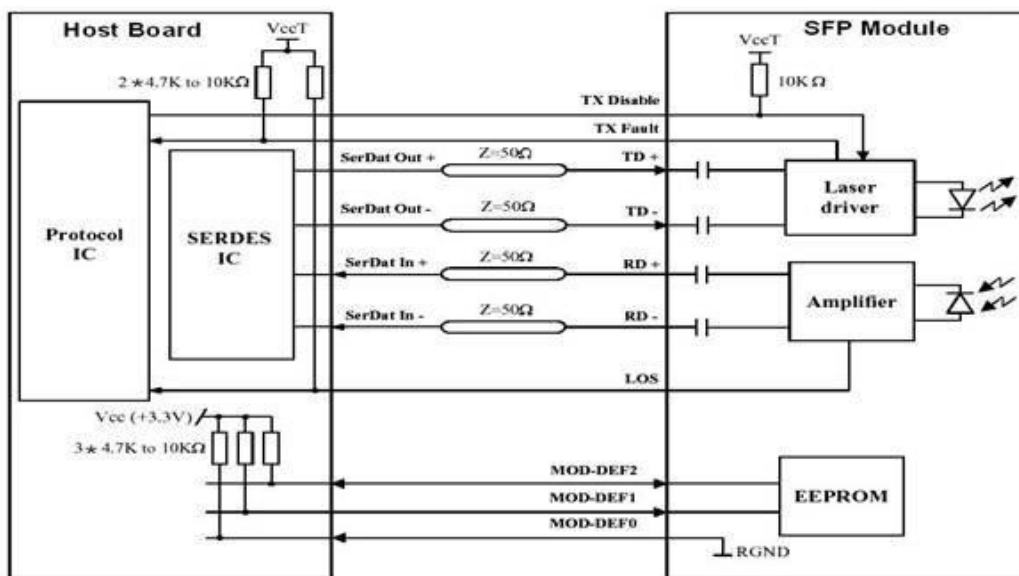 Host Board
SFP Module
VccT
VccT
2*4.7K to 10KΩ
10K Ω
TX Disable
TX Fault
SerDat Out +
Z=50Ω
TD +
SerDat Out -
Z=50Ω
TD -
Laser
driver
Protocol
IC
SERDES
IC
SerDat In +
Z=50Ω
RD +
SerDat In -
Z=50Ω
RD -
Amplifier
LOS
Vcc (+3.3V)
3* 4.7K to 10KΩ
MOD-DEF2
MOD-DEF1
MOD-DEF0
EEPROM
RGND